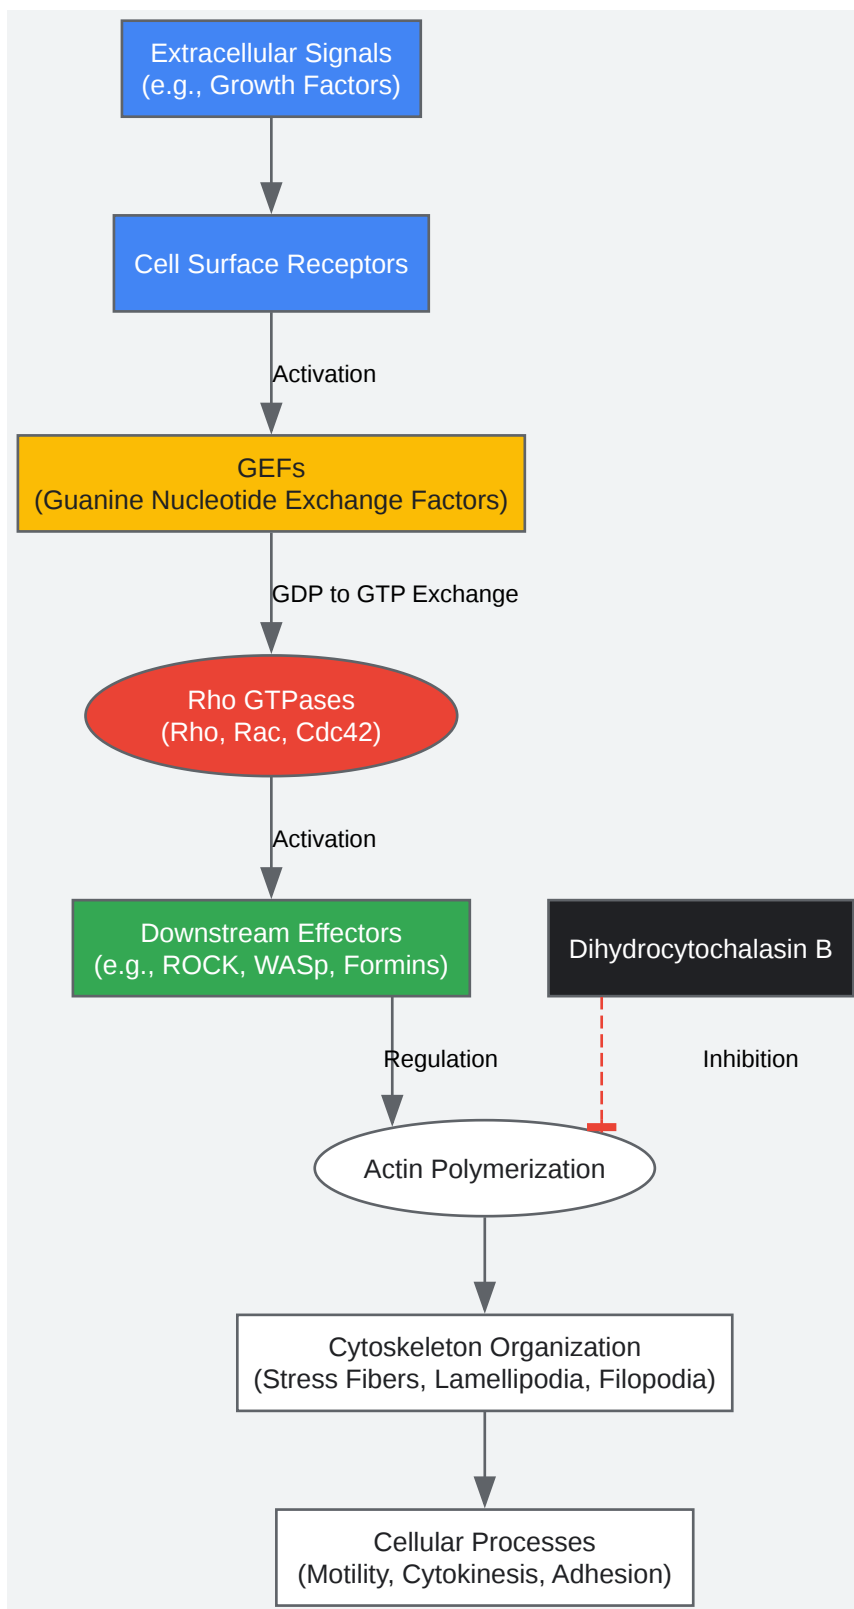 Extracellular Signals
(e.g., Growth Factors)
Cell Surface Receptors
Activation
GEFs
(Guanine Nucleotide Exchange Factors)
GDP to GTP Exchange
Rho GTPases
(Rho, Rac, Cdc42)
Activation
Downstream Effectors
(e.g., ROCK, WASp, Formins)
Dihydrocytochalasin B
Regulation
Inhibition
Actin Polymerization
Cytoskeleton Organization
(Stress Fibers, Lamellipodia, Filopodia)
Cellular Processes
(Motility, Cytokinesis, Adhesion)